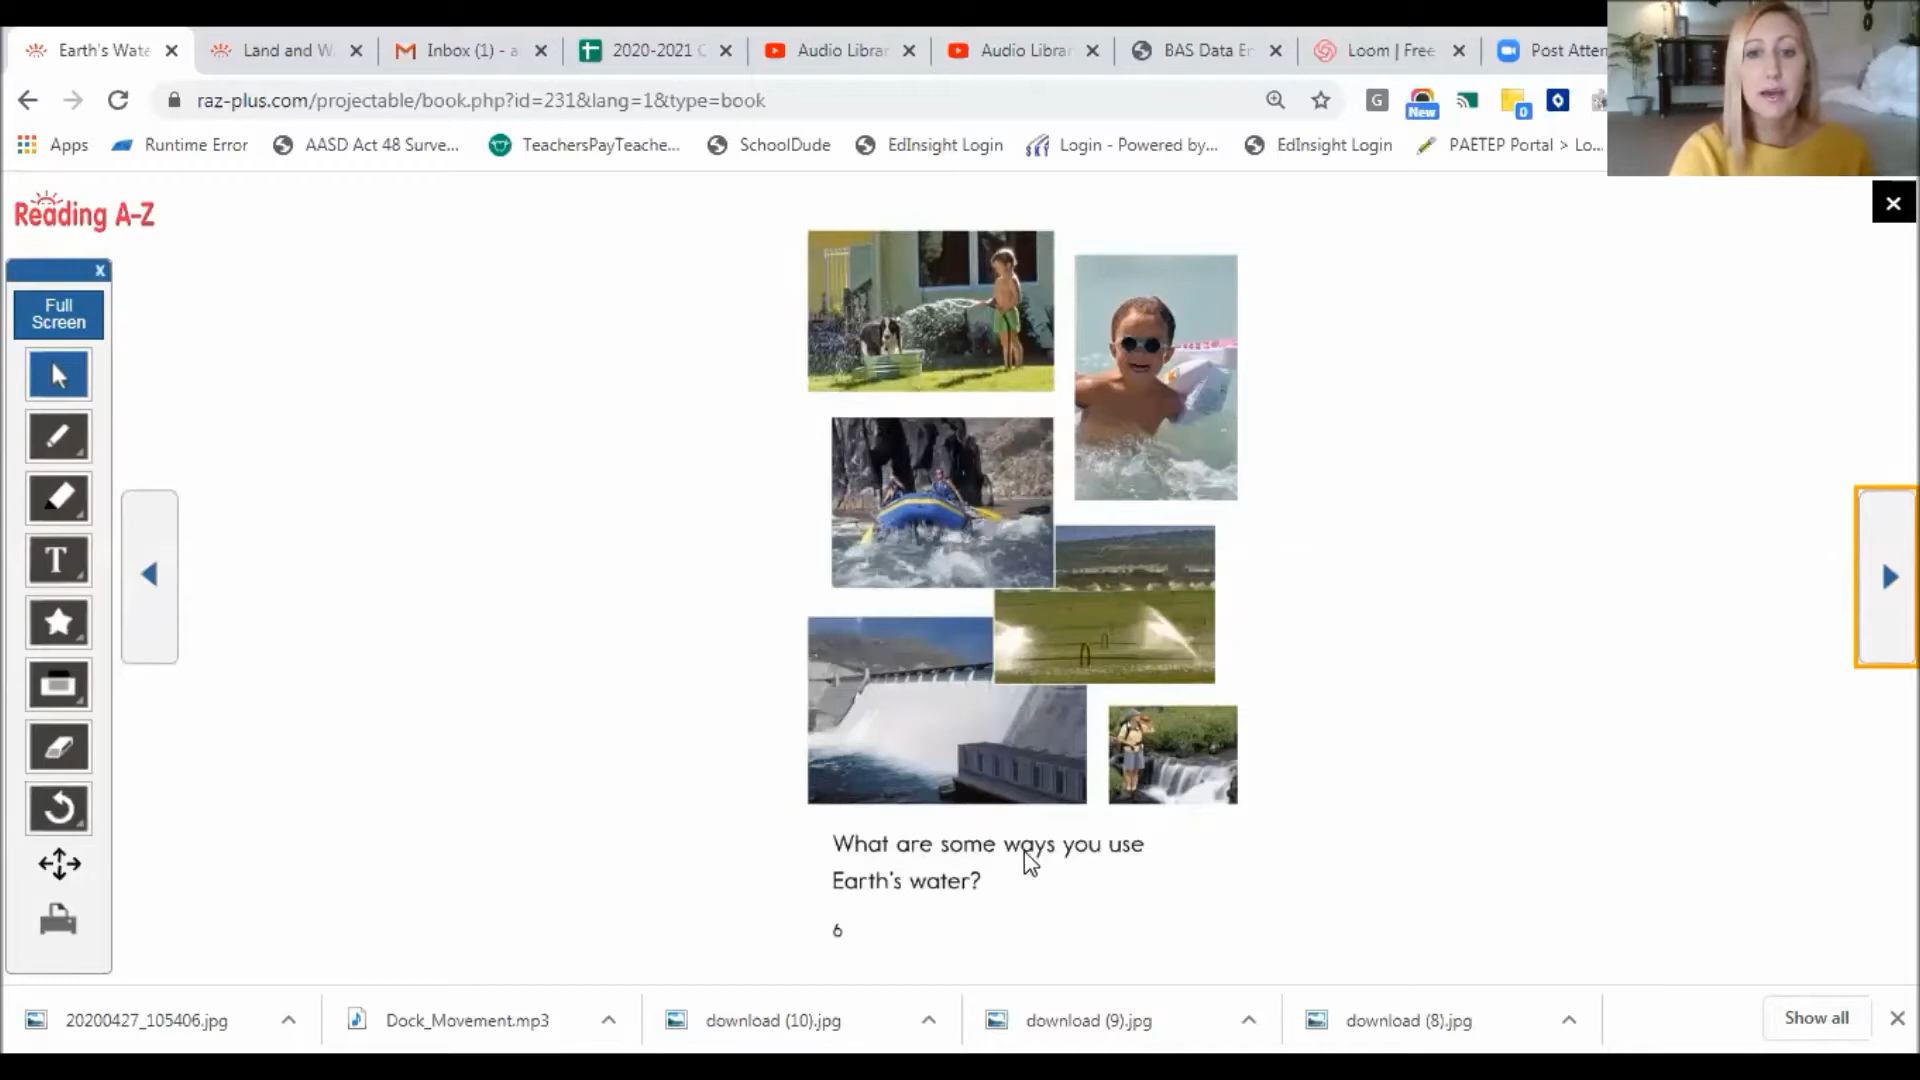 Earth's Wate
Land and W
Inbox (1) - a
2020-2021 C
Audio Librar
Audio Librar
BAS Data En
Loom | Free
Post Atten
raz-plus.com/projectable/book.php?id=231&lang=1&type=book
G
New
0
Apps
Runtime Error
AASD Act 48 Surve...
TeachersPayTeache...
SchoolDude
EdInsight Login
Login - Powered by...
EdInsight Login
PAETEP Portal > Lo...
Reading A-Z
X
Full
Screen
T
What are some ways you use
Earth's water?
6
20200427_105406.jpg
Dock_Movement.mp3
download (10).jpg
download (9).jpg
download (8).jpg
Show all